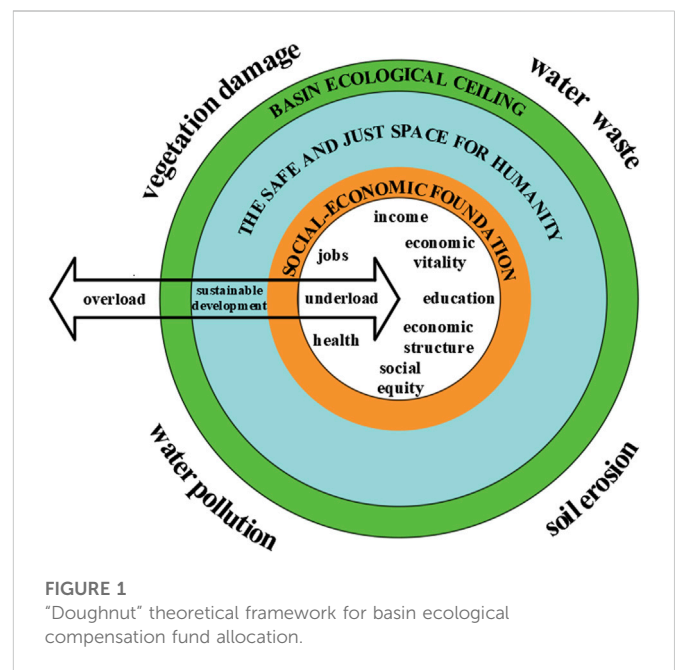 vegetation damage
water waste
BASIN ECOLOGICAL CEILING
THE SAFE AND JUST SPACE FOR HUMANITY
SOCIAL-ECONOMIC FOUNDATION
income
jobs
economic
vitality
overload
sustainable
development
underload
education
health
economic
structure
social
equity
water pollution
soil erosion
FIGURE 1
“Doughnut” theoretical framework for basin ecological
compensation fund allocation.